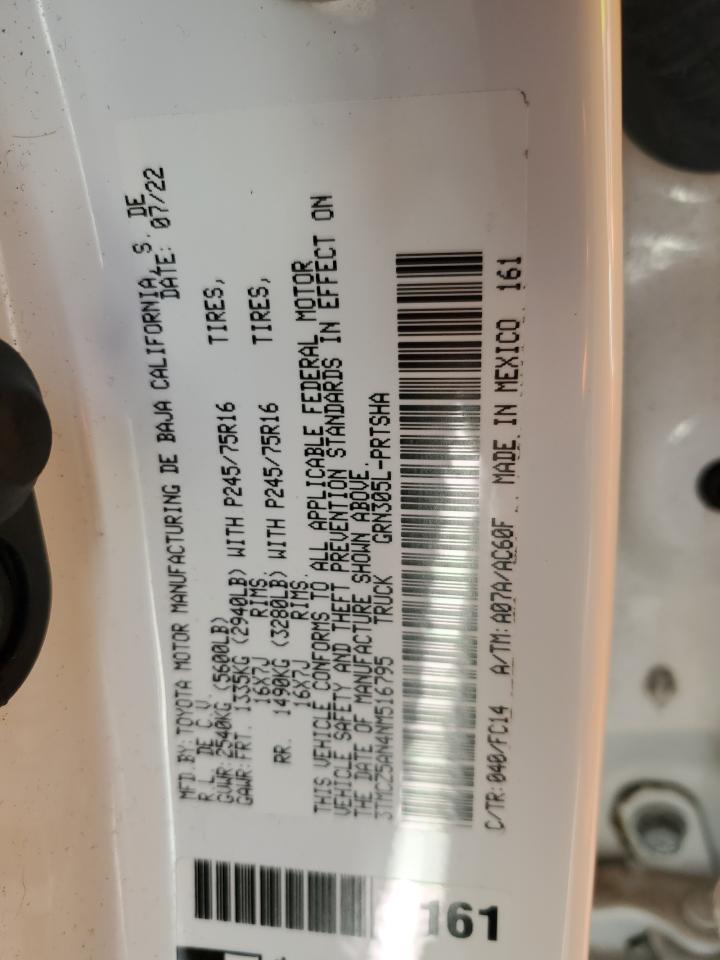 MFD.BY:TOYOTA MOTOR MANUFACTURING DE BAJA CALIFORNIA, S. DE
R.L. DE C.V. DATE: 07/22
GVWR: 2540KG (5600LB)
GAWR:FRT. 1335KG (2940LB) WITH P245/75R16 TIRES,
16X7J RIMS.
RR. 1490KG (3280LB) WITH P245/75R16 TIRES,
16X7J RIMS.
THIS VEHICLE CONFORMS TO ALL APPLICABLE FEDERAL MOTOR
VEHICLE SAFETY AND THEFT PREVENTION STANDARDS IN EFFECT ON
THE DATE OF MANUFACTURE SHOWN ABOVE.
3TMCZ5AN4NM516795 TRUCK GRN305L-PRTSHA
C/TR:040/FC14 A/TM:A07A/AC60F MADE IN MEXICO 161
161